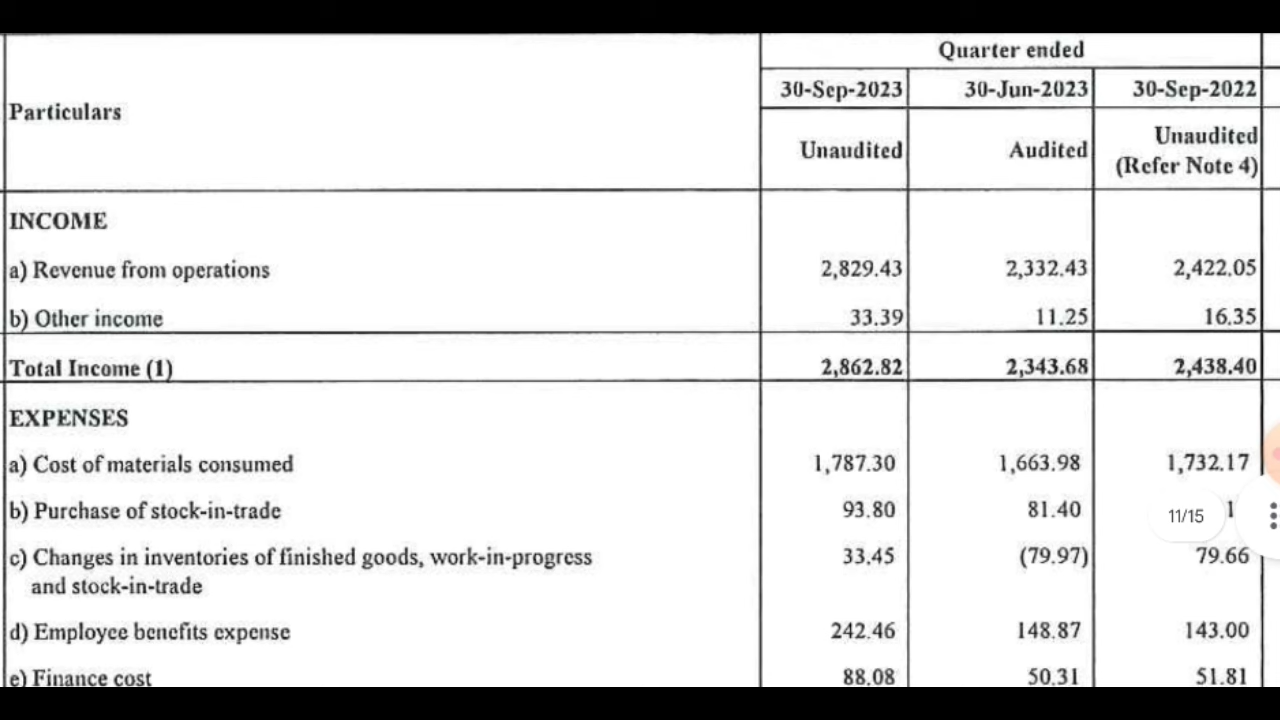 Quarter ended
Particulars 30-Sep-2023 30-Jun-2023 30-Sep-2022
Unaudited Audited Unaudited
(Refer Note 4)
INCOME
a) Revenue from operations 2,829.43 2,332.43 2,422.05
b) Other income 33.39 11.25 16.35
Total Income (1) 2,862.82 2,343.68 2,438.40
EXPENSES
a) Cost of materials consumed 1,787.30 1,663.98 1,732.17
b) Purchase of stock-in-trade 93.80 81.40
11/15
c) Changes in inventories of finished goods, work-in-progress 33.45 (79.97) 79.66
and stock-in-trade
d) Employee benefits expense 242.46 148.87 143.00
e) Finance cost 88.08 50.31 51.81